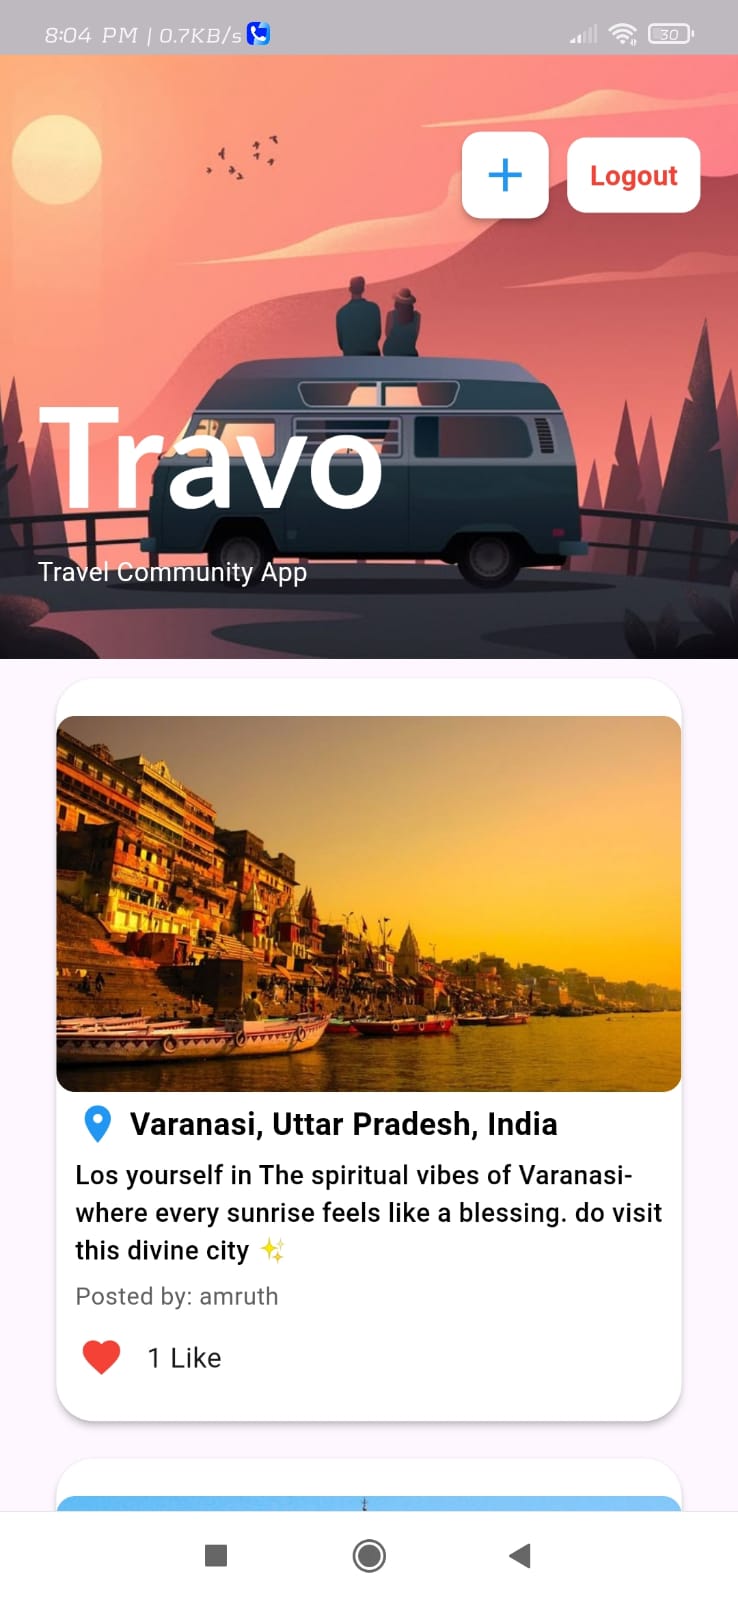 8:04 PM | 0.7KB/s
30
Logout
Travo
Travel Community App
Varanasi, Uttar Pradesh, India
Los yourself in The spiritual vibes of Varanasi-
where every sunrise feels like a blessing. do visit
this divine city ✨
Posted by: amruth
1 Like